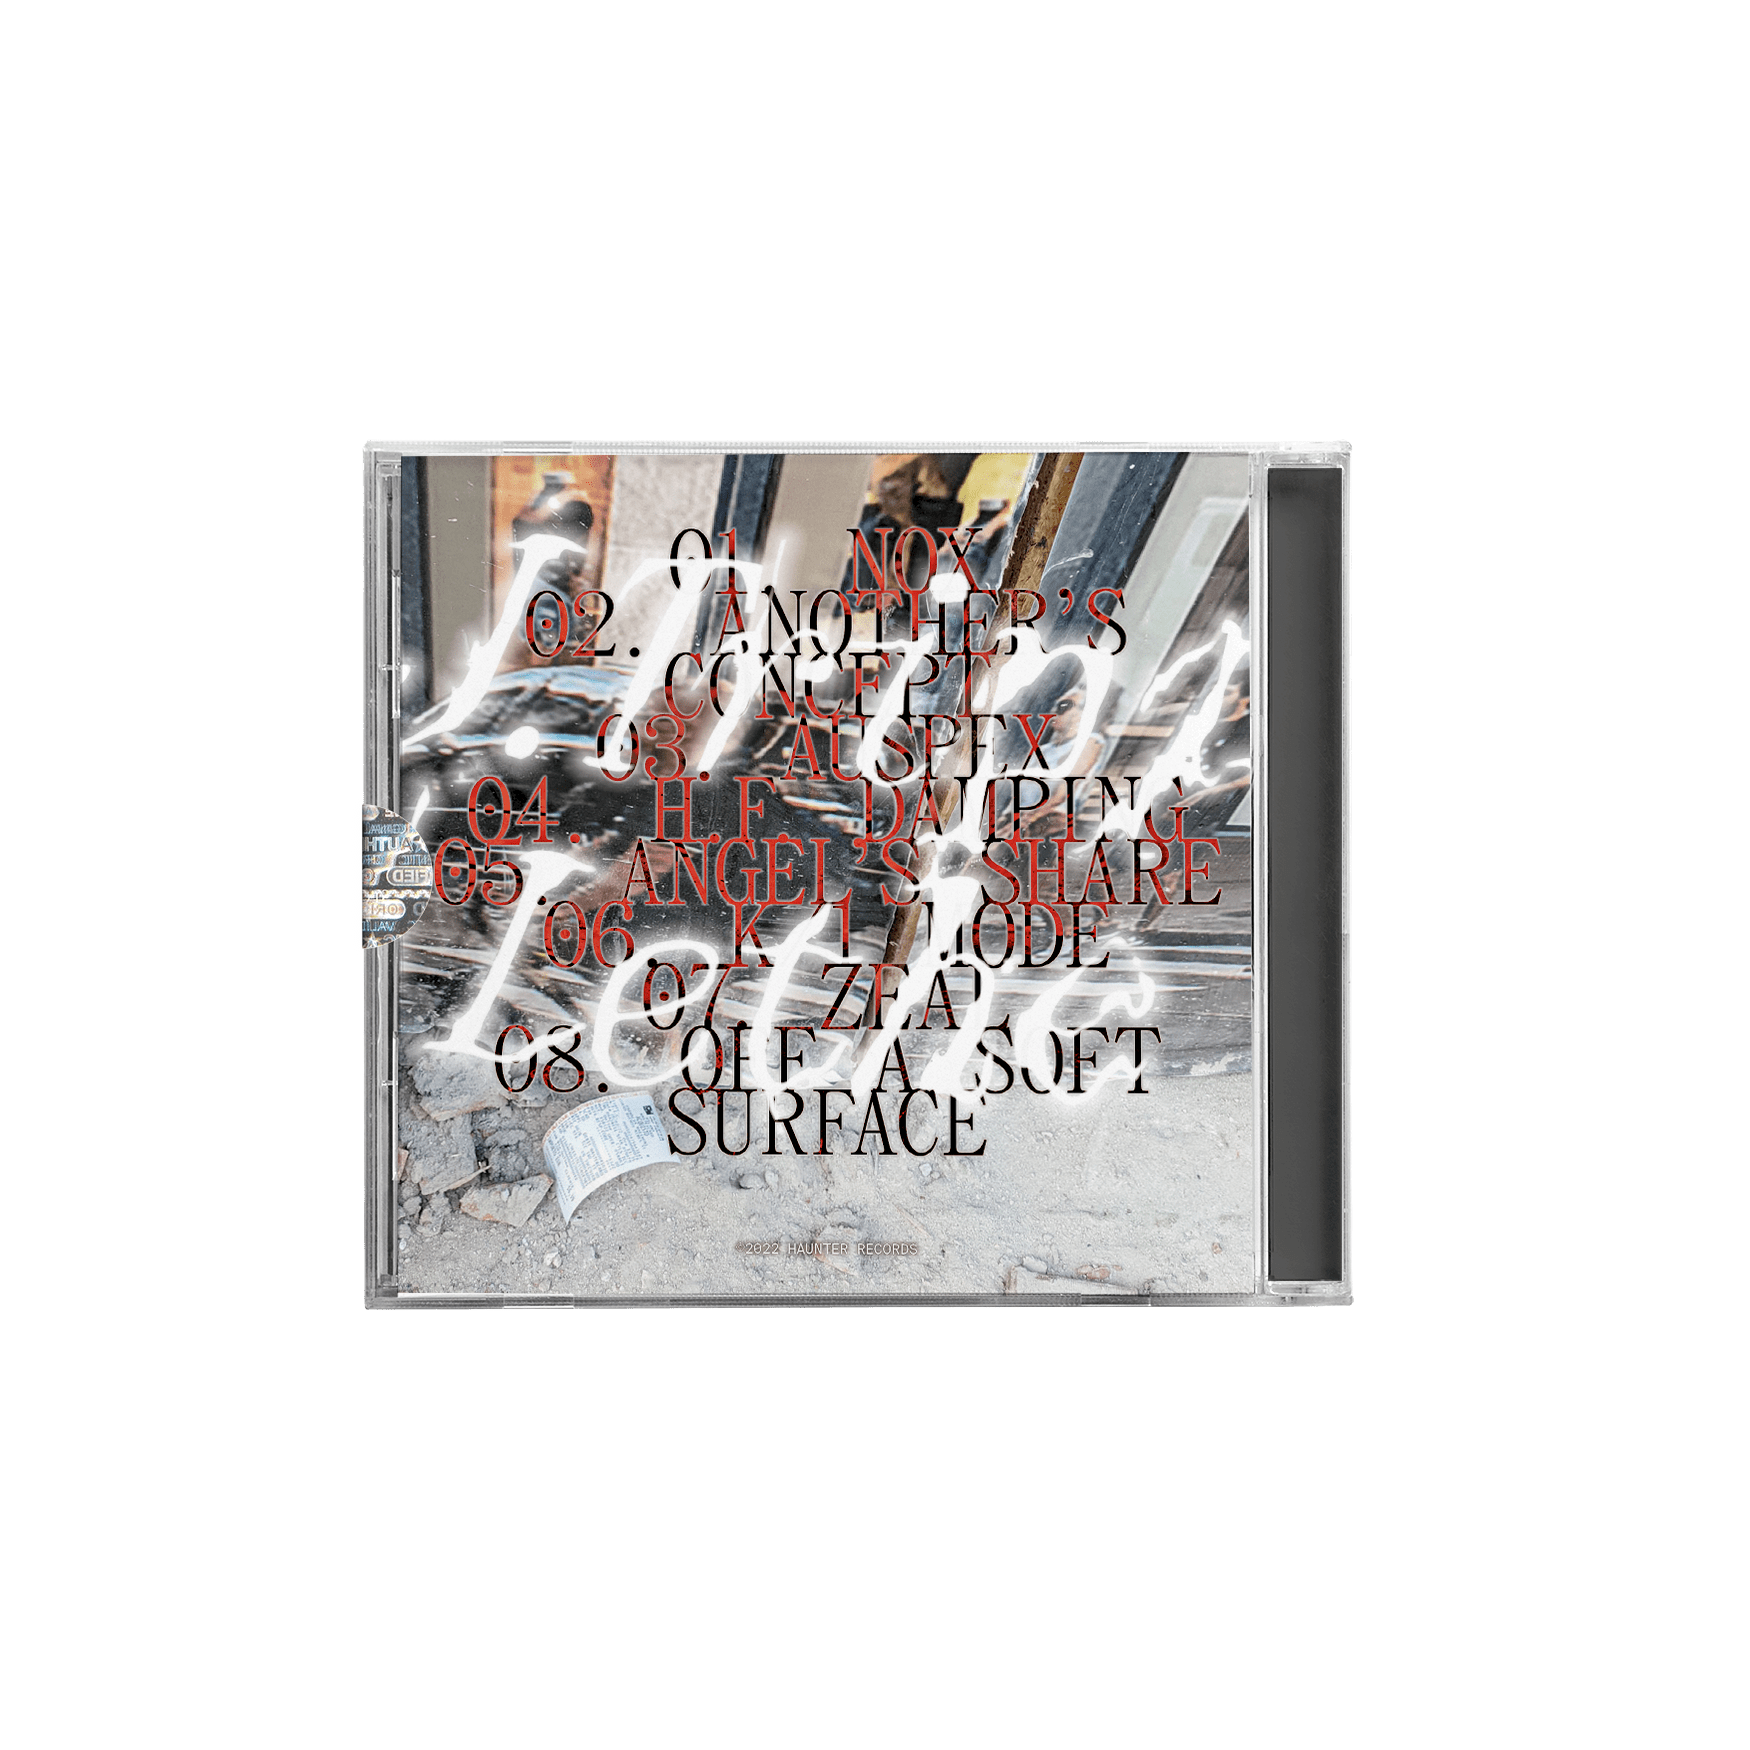 01. NOX
02. ANOTHER'S
CONCEPT
03. AUSPEX
04. H.F. DAMPING
05. ANGEL'S SHARE
06. K 1 MODE
07. ZEAL
08. OFF A SOFT
SURFACE
Lethe
©2022 HAUNTER RECORDS